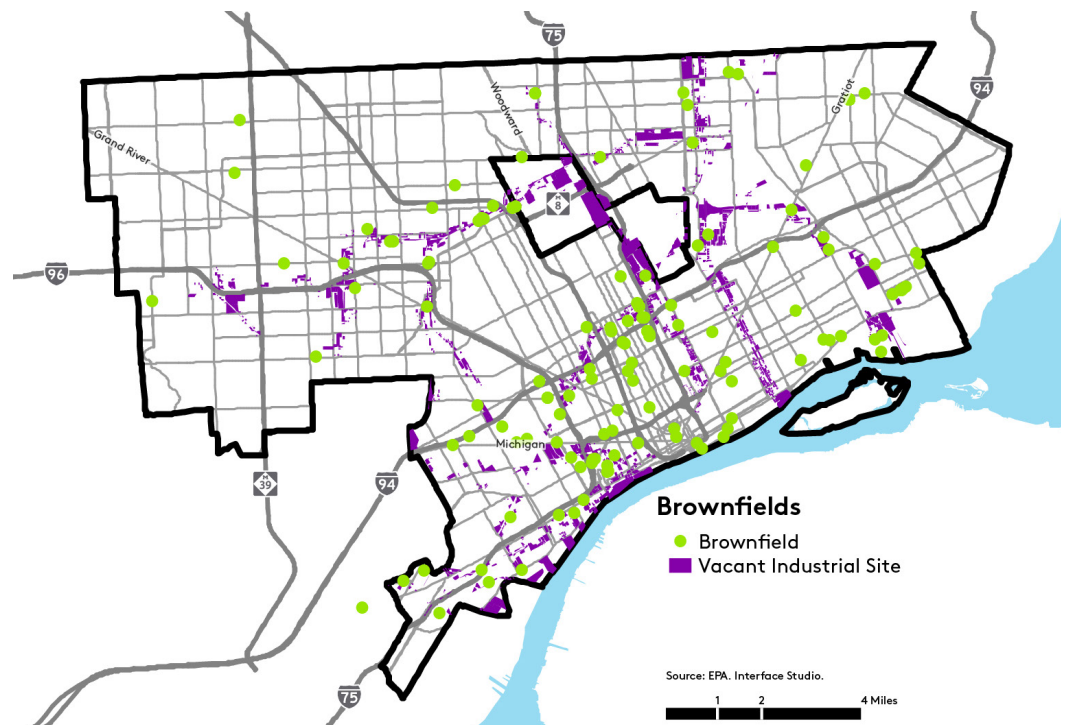 75
94
Woodward
Gratiot
Grand River
M
8
96
Michigan
M
39
94
Brownfields
Brownfield
Vacant Industrial Site
75
Source: EPA. Interface Studio.
1 2 4 Miles